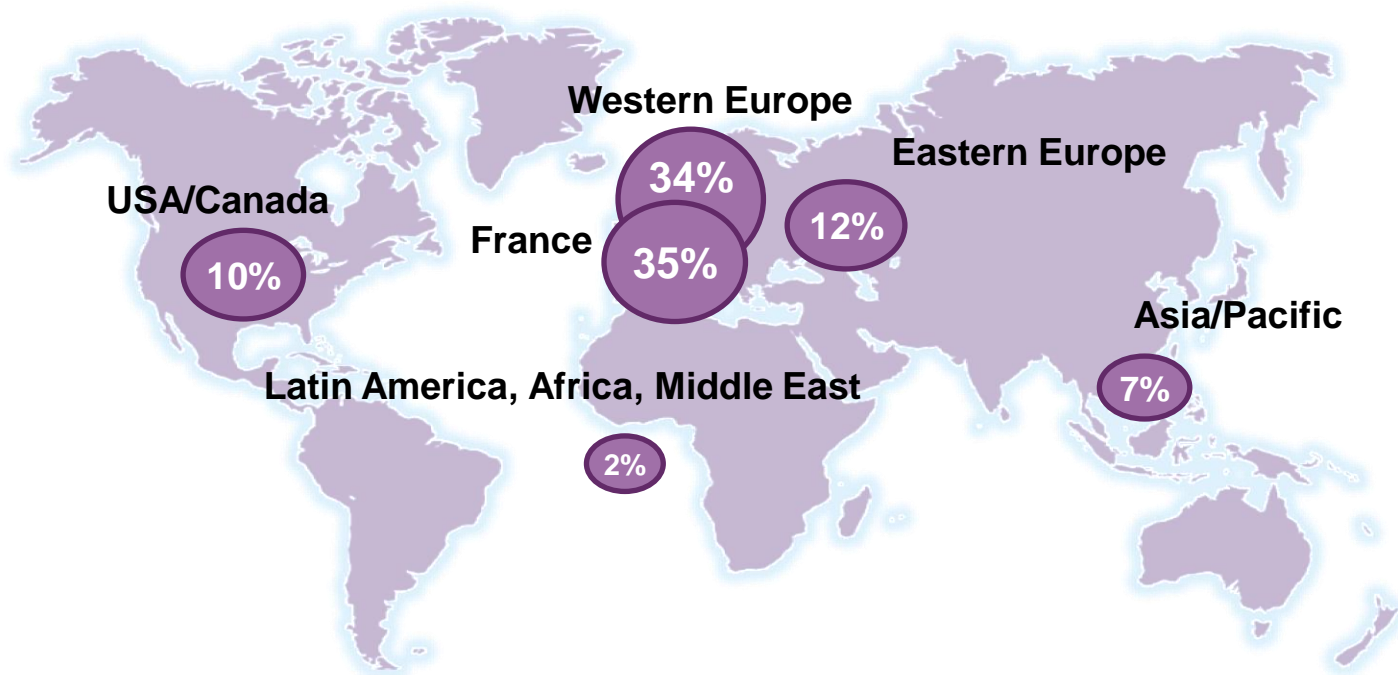 Western Europe
34%
Eastern Europe
12%
USA/Canada
10%
France
35%
Asia/Pacific
7%
Latin America, Africa, Middle East
2%